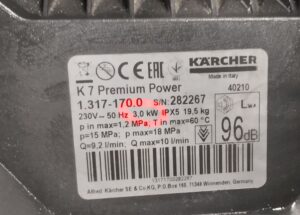 KÄRCHER
K 7 Premium Power
Made in Italy
1.317-170.0 S/N: 282267
40210
230V~ 50 Hz 3,0 kW IPX5 19,5 kg
p in max=1,2 MPa, T in max=60 °C
LWA
p=15 MPa; p max=18 MPa
96dB
Q=9,2 l/min Q max=10 l/min
Alfred Kärcher SE & Co.KG, P.O.Box 160, 71349 Winnenden, Germany